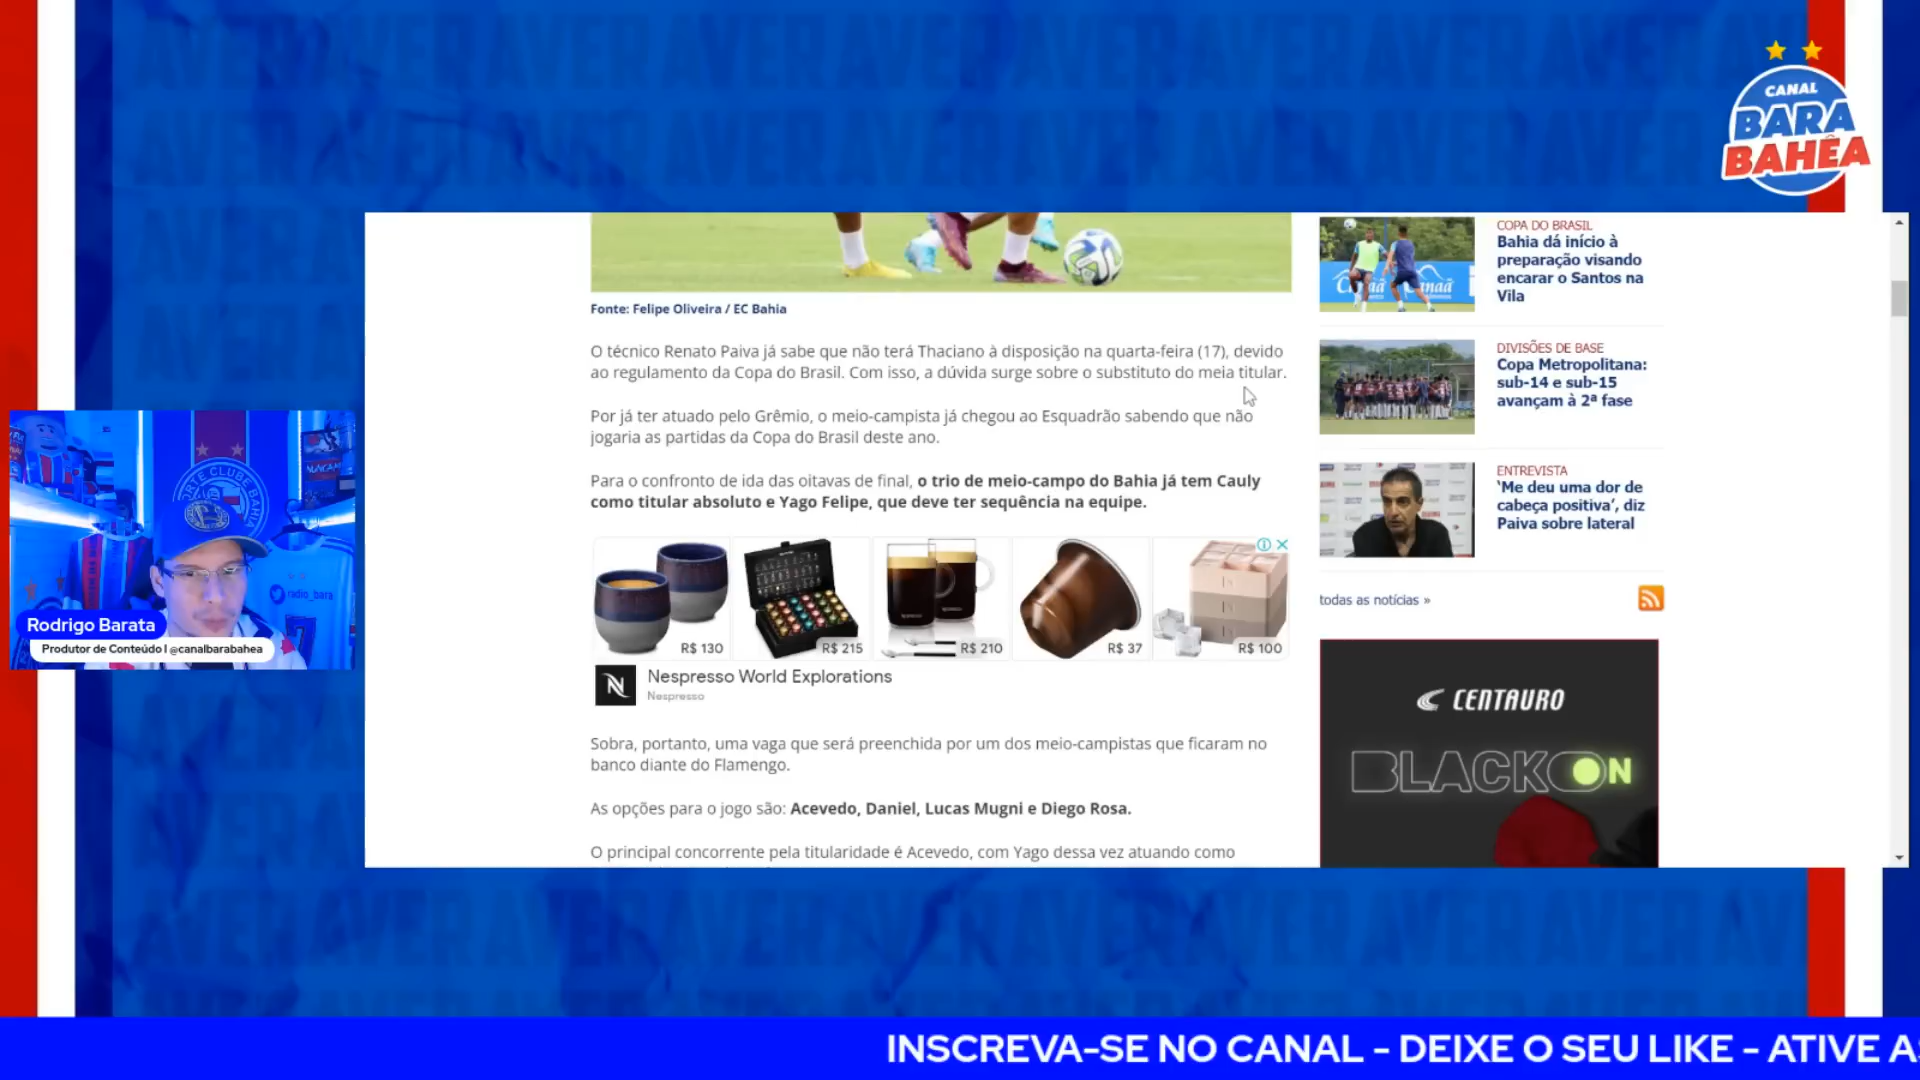 CANAL
BARA
BAHÊA
COPA DO BRASIL
Bahia dá início à
preparação visando
encarar o Santos na
Vila
Fonte: Felipe Oliveira / EC Bahia
O técnico Renato Paiva já sabe que não terá Thaciano à disposição na quarta-feira (17), devido
ao regulamento da Copa do Brasil. Com isso, a dúvida surge sobre o substituto do meia titular.
Por já ter atuado pelo Grêmio, o meio-campista já chegou ao Esquadrão sabendo que não
jogaria as partidas da Copa do Brasil deste ano.
Para o confronto de ida das oitavas de final, o trio de meio-campo do Bahia já tem Cauly
como titular absoluto e Yago Felipe, que deve ter sequência na equipe.
R$ 130
R$ 215
R$ 210
R$ 37
R$ 100
Nespresso World Explorations
Nespresso
Sobra, portanto, uma vaga que será preenchida por um dos meio-campistas que ficaram no
banco diante do Flamengo.
As opções para o jogo são: Acevedo, Daniel, Lucas Mugni e Diego Rosa.
O principal concorrente pela titularidade é Acevedo, com Yago dessa vez atuando como
DIVISÕES DE BASE
Copa Metropolitana:
sub-14 e sub-15
avançam à 2ª fase
ENTREVISTA
‘Me deu uma dor de
cabeça positiva’, diz
Paiva sobre lateral
todas as notícias »
CENTAURO
BLACK ON
radio_bara
Rodrigo Barata
Produtor de Conteúdo | @canalbarabahea
INSCREVA-SE NO CANAL - DEIXE O SEU LIKE - ATIVE A